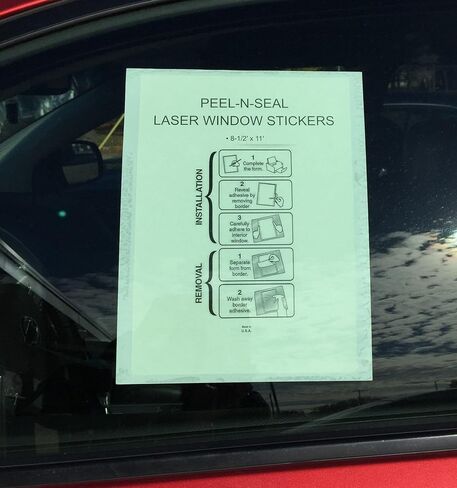 PEEL-N-SEAL
LASER WINDOW STICKERS
• 8-1/2' x 11'
INSTALLATION
1
Complete
the form.
2
Reveal
adhesive by
removing
border
3
Carefully
adhere to
interior
window.
REMOVAL
1
Separate
form from
border.
2
Wash away
border
adhesive.
Made in
U.S.A.